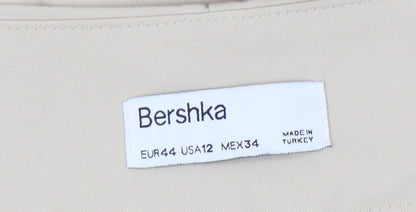 Bershka
EUR44 USA12 MEX34
MADE IN
TURKEY